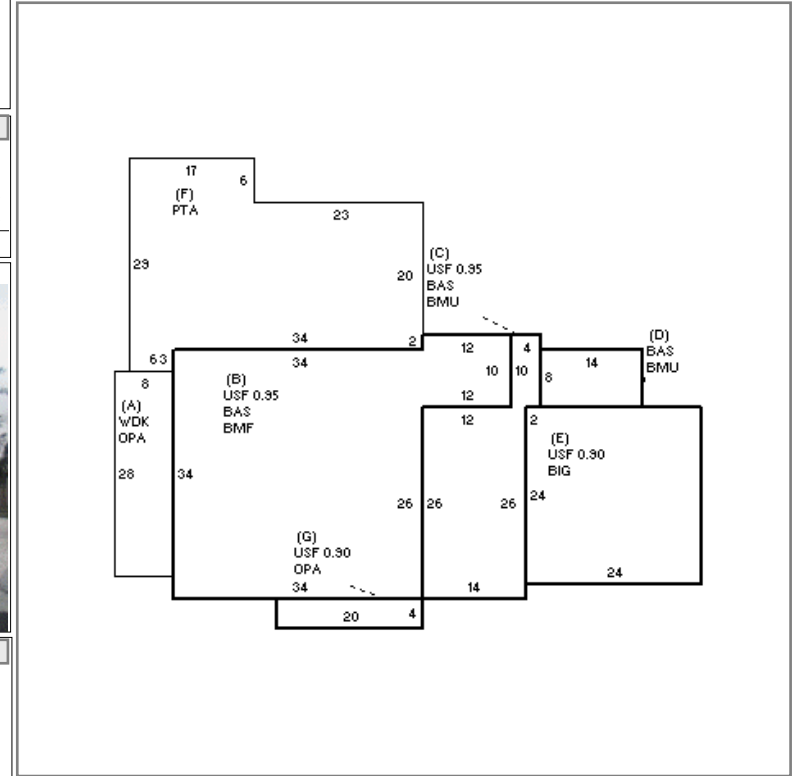 17
6
(F)
PTA
23
29
20
(C)
USF 0.95
BAS
BMU
34
2
12
4
(D)
BAS
BMU
6 3
34
14
8
10
10
8
(B)
USF 0.95
BAS
BMF
12
(A)
WDK
OPA
12
2
(E)
USF 0.90
BIG
28
34
26
26
26
24
(G)
USF 0.90
OPA
34
14
24
20
4